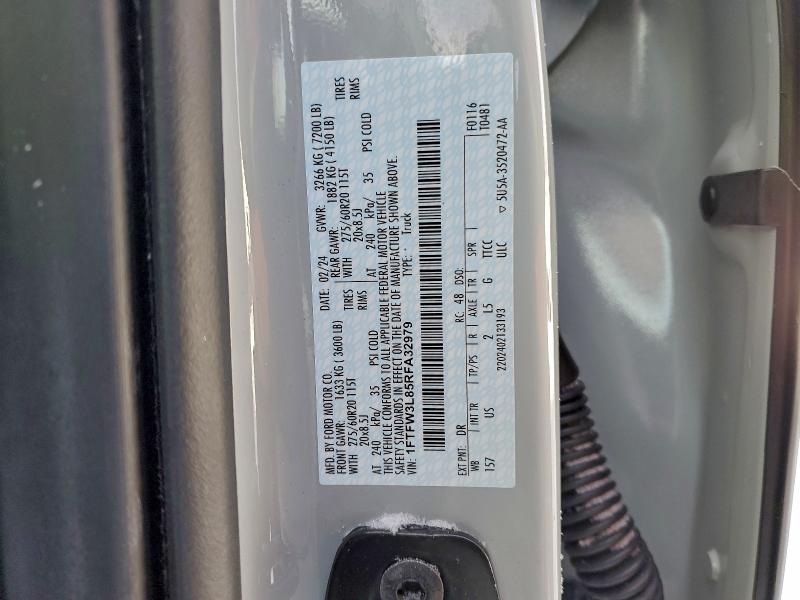 MFD. BY FORD MOTOR CO.
DATE: 02/24 GVWR: 3266 KG ( 7200 LB)
FRONT GAWR: 1633 KG ( 3600 LB) REAR GAWR: 1882 KG ( 4150 LB)
WITH 275/60R20 115T TIRES WITH 275/60R20 115T TIRES
20x8.5J RIMS 20x8.5J RIMS
AT 240 kPa/ 35 PSI COLD AT 240 kPa/ 35 PSI COLD
THIS VEHICLE CONFORMS TO ALL APPLICABLE FEDERAL MOTOR VEHICLE
SAFETY STANDARDS IN EFFECT ON THE DATE OF MANUFACTURE SHOWN ABOVE.
VIN: 1FTFW3L85RFA32979 TYPE: Truck
EXT PNT: DR RC: 48 DSO: F0116
WB INT TR TP/PS R AXLE TR SPR T0481
157 US 2 L5 G TTCC
2202402133193 ULC
▽ 5U5A-3520472-AA